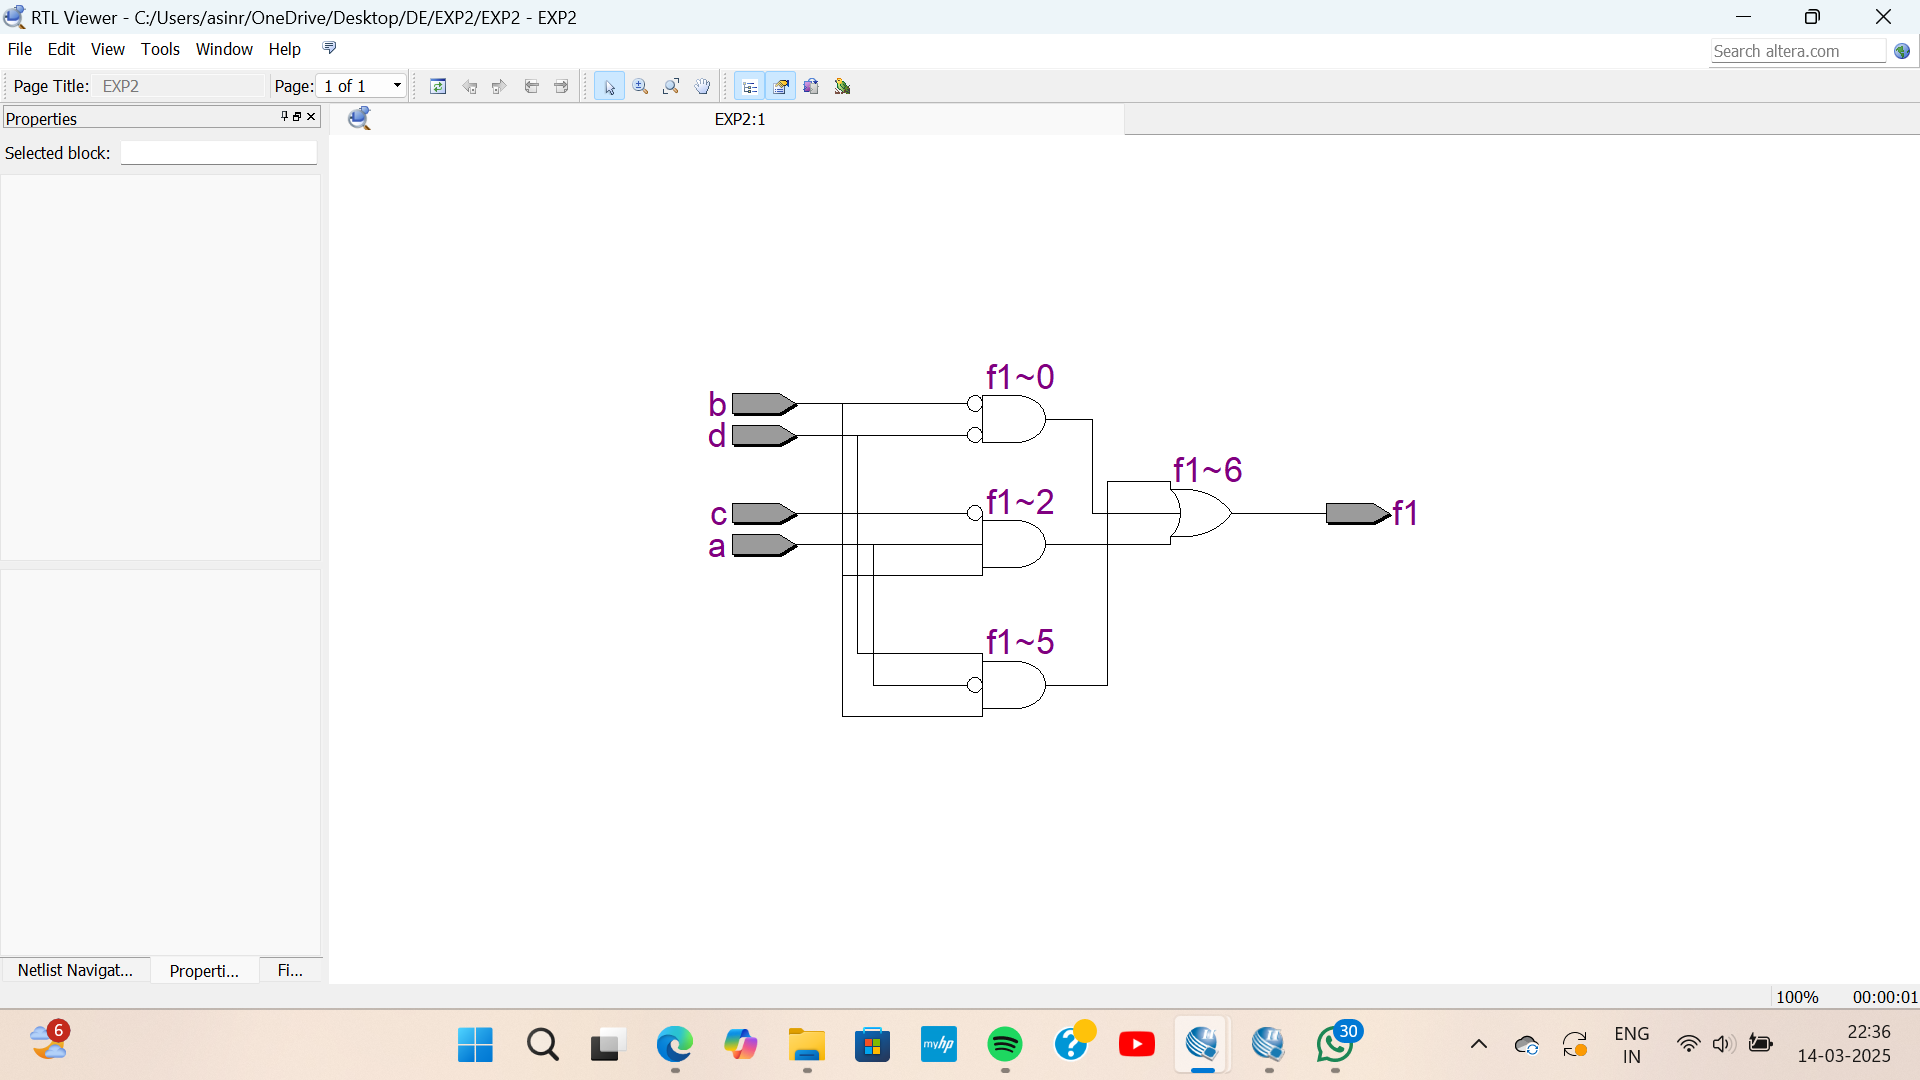 RTL Viewer - C:/Users/asinr/OneDrive/Desktop/DE/EXP2/EXP2 - EXP2
File Edit View Tools Window Help
Search altera.com
Page Title: EXP2 Page: 1 of 1
Properties
EXP2:1
Selected block:
f1~0
b
d
f1~6
f1~2
c
f1
a
f1~5
Netlist Navigat... Properti... Fi...
100% 00:00:01
6
myhp
?
30
ENG
IN
22:36
14-03-2025